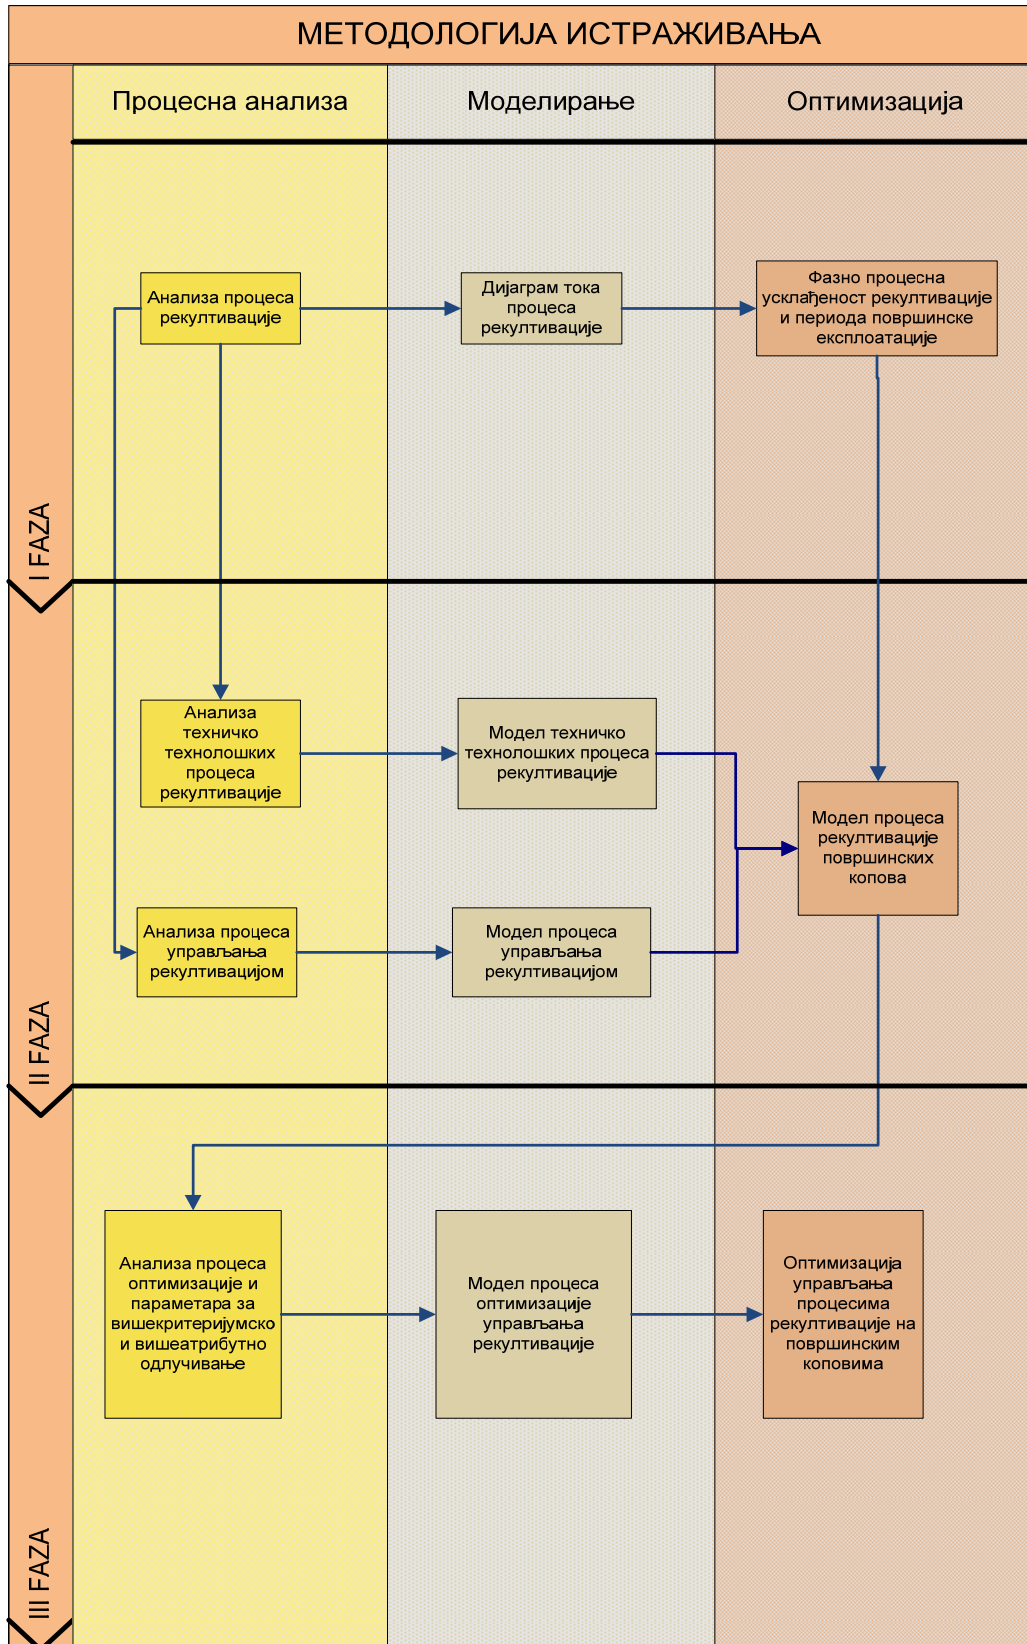 МЕТОДОЛОГИЈА ИСТРАЖИВАЊА
Процесна анализа
Моделирање
Оптимизација
I FAZA
Анализа процеса
рекултивације
Дијаграм тока
процеса
рекултивације
Фазно процесна
усклађеност рекултивације
и периода површинске
експлоатације
II FAZA
Анализа
техничко
технолошких
процеса
рекултивације
Модел техничко
технолошких процеса
рекултивације
Модел процеса
рекултивације
површинских
копова
Анализа процеса
управљања
рекултивацијом
Модел процеса
управљања
рекултивацијом
III FAZA
Анализа процеса
оптимизације и
параметара за
вишекритеријумско
и вишеатрибутно
одлучивање
Модел процеса
оптимизације
управљања
рекултивације
Оптимизација
управљања
процесима
рекултивације на
површинским
коповима